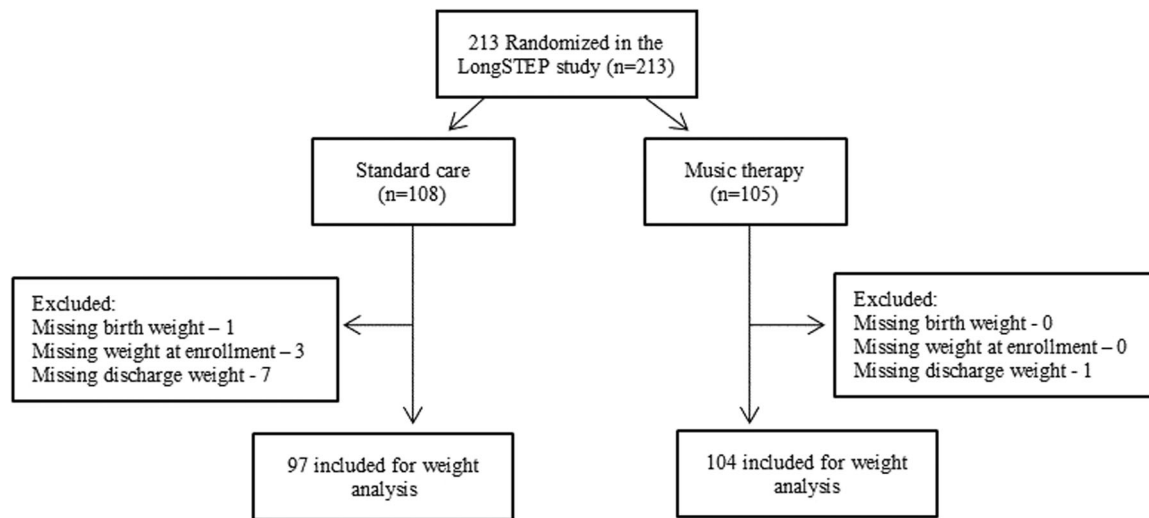 213 Randomized in the
LongSTEP study (n=213)
Standard care
(n=108)
Music therapy
(n=105)
Excluded:
Missing birth weight – 1
Missing weight at enrollment – 3
Missing discharge weight - 7
Excluded:
Missing birth weight - 0
Missing weight at enrollment – 0
Missing discharge weight - 1
97 included for weight
analysis
104 included for weight
analysis